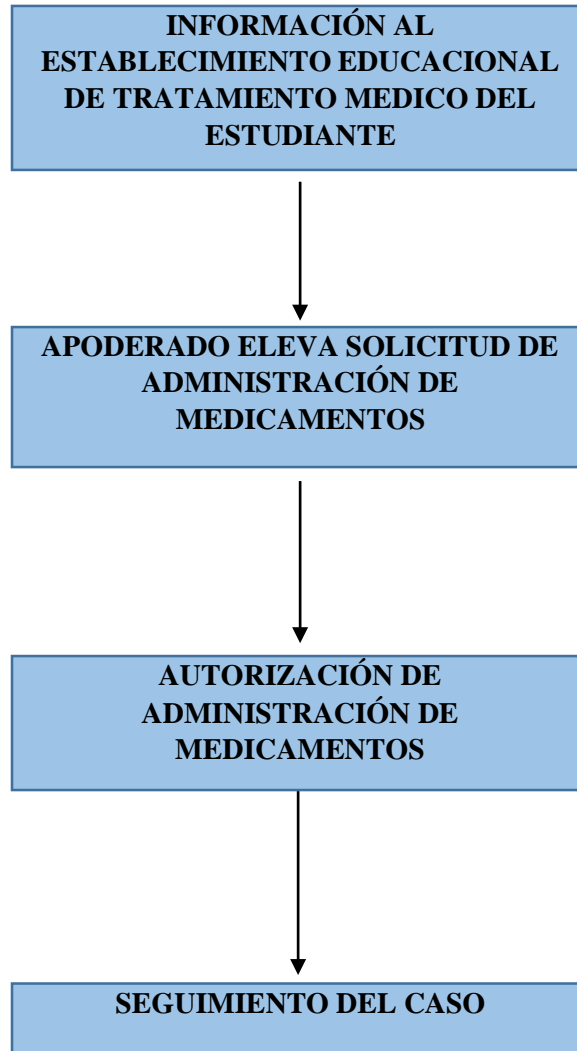 INFORMACIÓN AL
ESTABLECIMIENTO EDUCACIONAL
DE TRATAMIENTO MEDICO DEL
ESTUDIANTE
APODERADO ELEVA SOLICITUD DE
ADMINISTRACIÓN DE
MEDICAMENTOS
AUTORIZACIÓN DE
ADMINISTRACIÓN DE
MEDICAMENTOS
SEGUIMIENTO DEL CASO